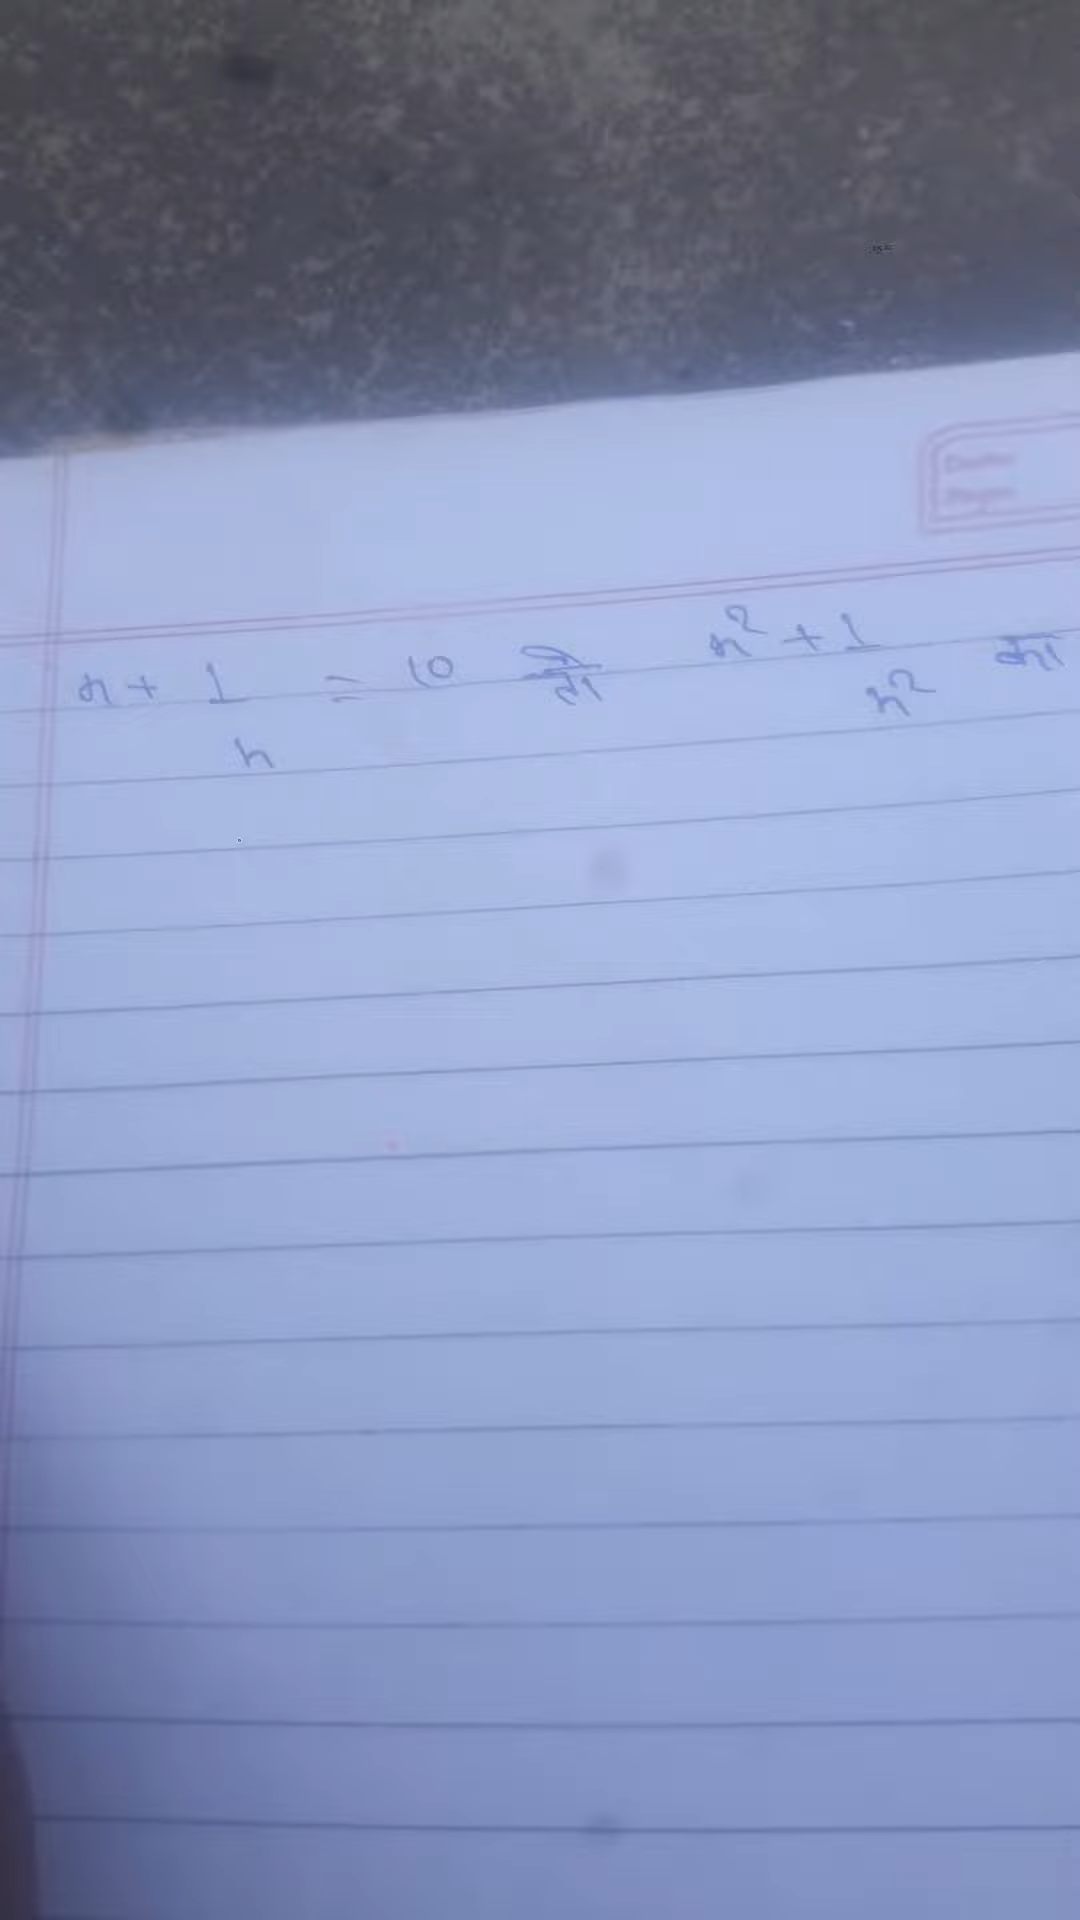 x + 1/x = 10 तो x² + 1/x² का